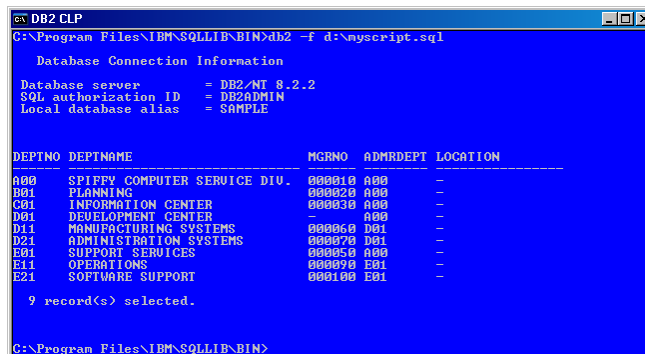 DB2 CLP
C:\Program Files\IBM\SQLLIB\BIN>db2 -f d:\myscript.sql
Database Connection Information
Database server = DB2/NT 8.2.2
SQL authorization ID = DB2ADMIN
Local database alias = SAMPLE
DEPTNO DEPTNAME MGRNO ADMRDEPT LOCATION
------ ----------------------------- ------ -------- ----------------
A00 SPIFFY COMPUTER SERVICE DIV. 000010 A00 -
B01 PLANNING 000020 A00 -
C01 INFORMATION CENTER 000030 A00 -
D01 DEVELOPMENT CENTER - A00 -
D11 MANUFACTURING SYSTEMS 000060 D01 -
D21 ADMINISTRATION SYSTEMS 000070 D01 -
E01 SUPPORT SERVICES 000050 A00 -
E11 OPERATIONS 000090 E01 -
E21 SOFTWARE SUPPORT 000100 E01 -
9 record(s) selected.
C:\Program Files\IBM\SQLLIB\BIN>